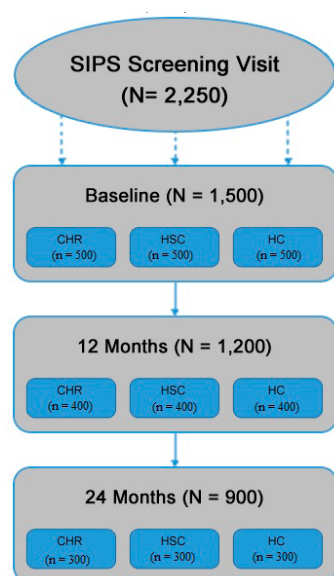 SIPS Screening Visit
(N= 2,250)
Baseline (N = 1,500)
CHR HSC HC
(n = 500) (n = 500) (n = 500)
12 Months (N = 1,200)
CHR HSC HC
(n = 400) (n = 400) (n = 400)
24 Months (N = 900)
CHR HSC HC
(n = 300) (n = 300) (n = 300)